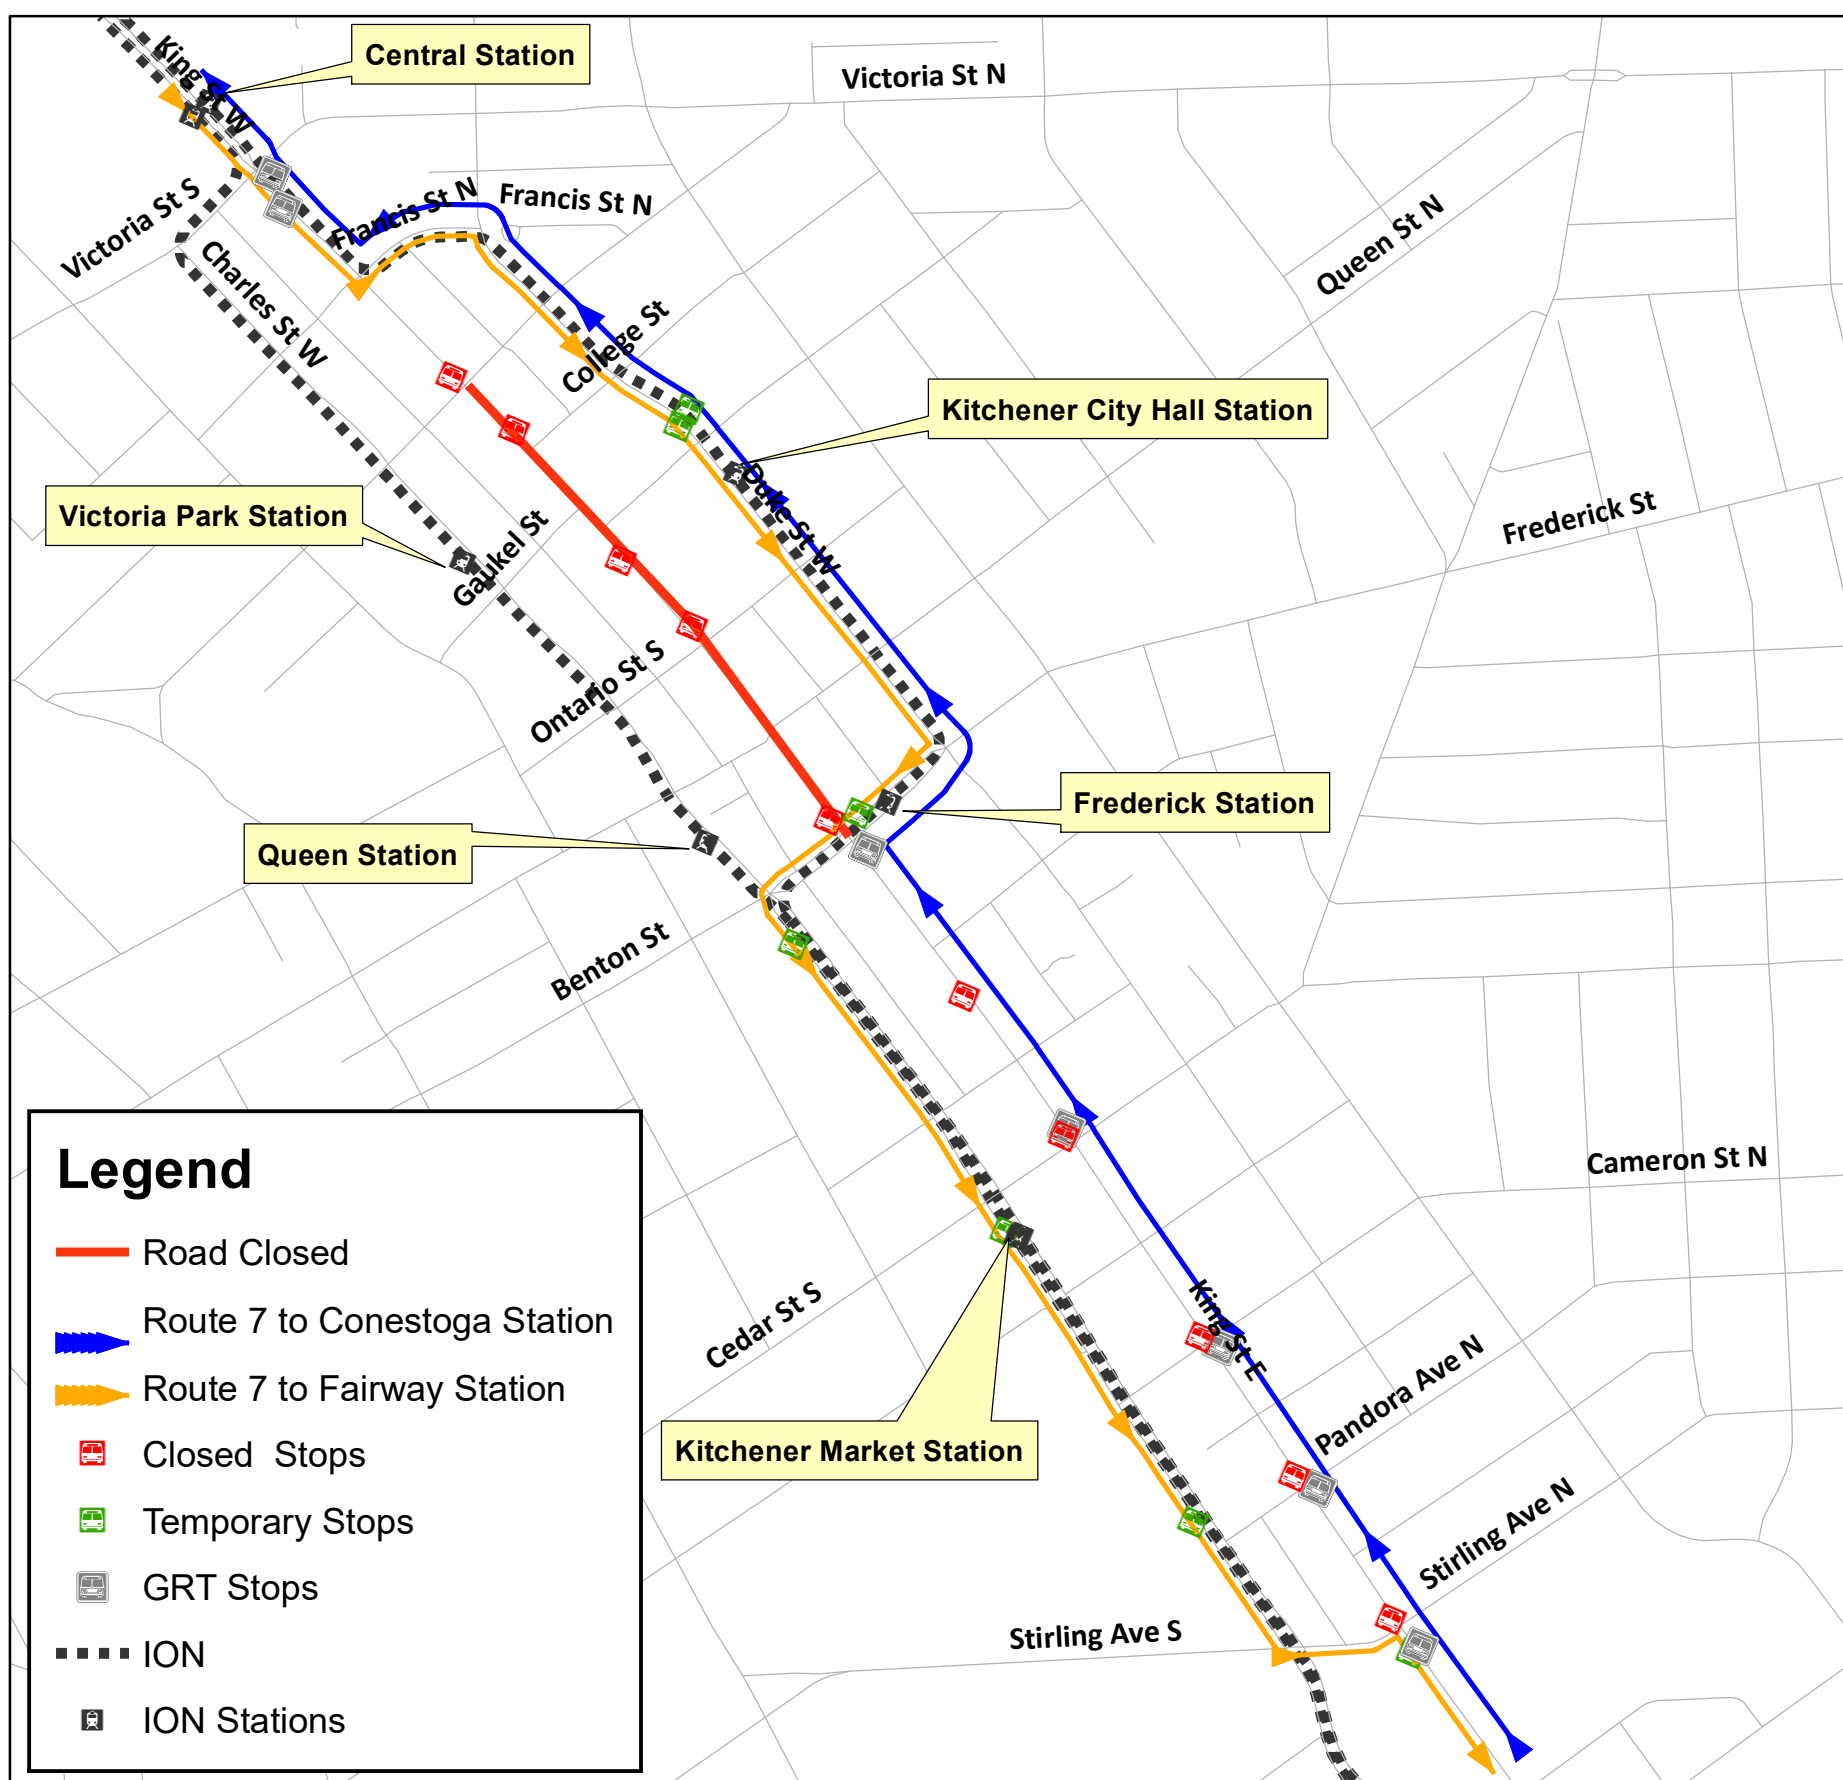 Central Station
King St W
Victoria St N
Francis St N
Francis St N
Victoria St S
Queen St N
Charles St W
College St
Kitchener City Hall Station
Victoria Park Station
Gaukel St
Duke St W
Frederick St
Ontario St S
Frederick Station
Queen Station
Benton St
Cameron St N
Cedar St S
King St E
Pandora Ave N
Kitchener Market Station
Stirling Ave N
Stirling Ave S
Legend
Road Closed
Route 7 to Conestoga Station
Route 7 to Fairway Station
Closed  Stops
Temporary Stops
GRT Stops
ION
ION Stations